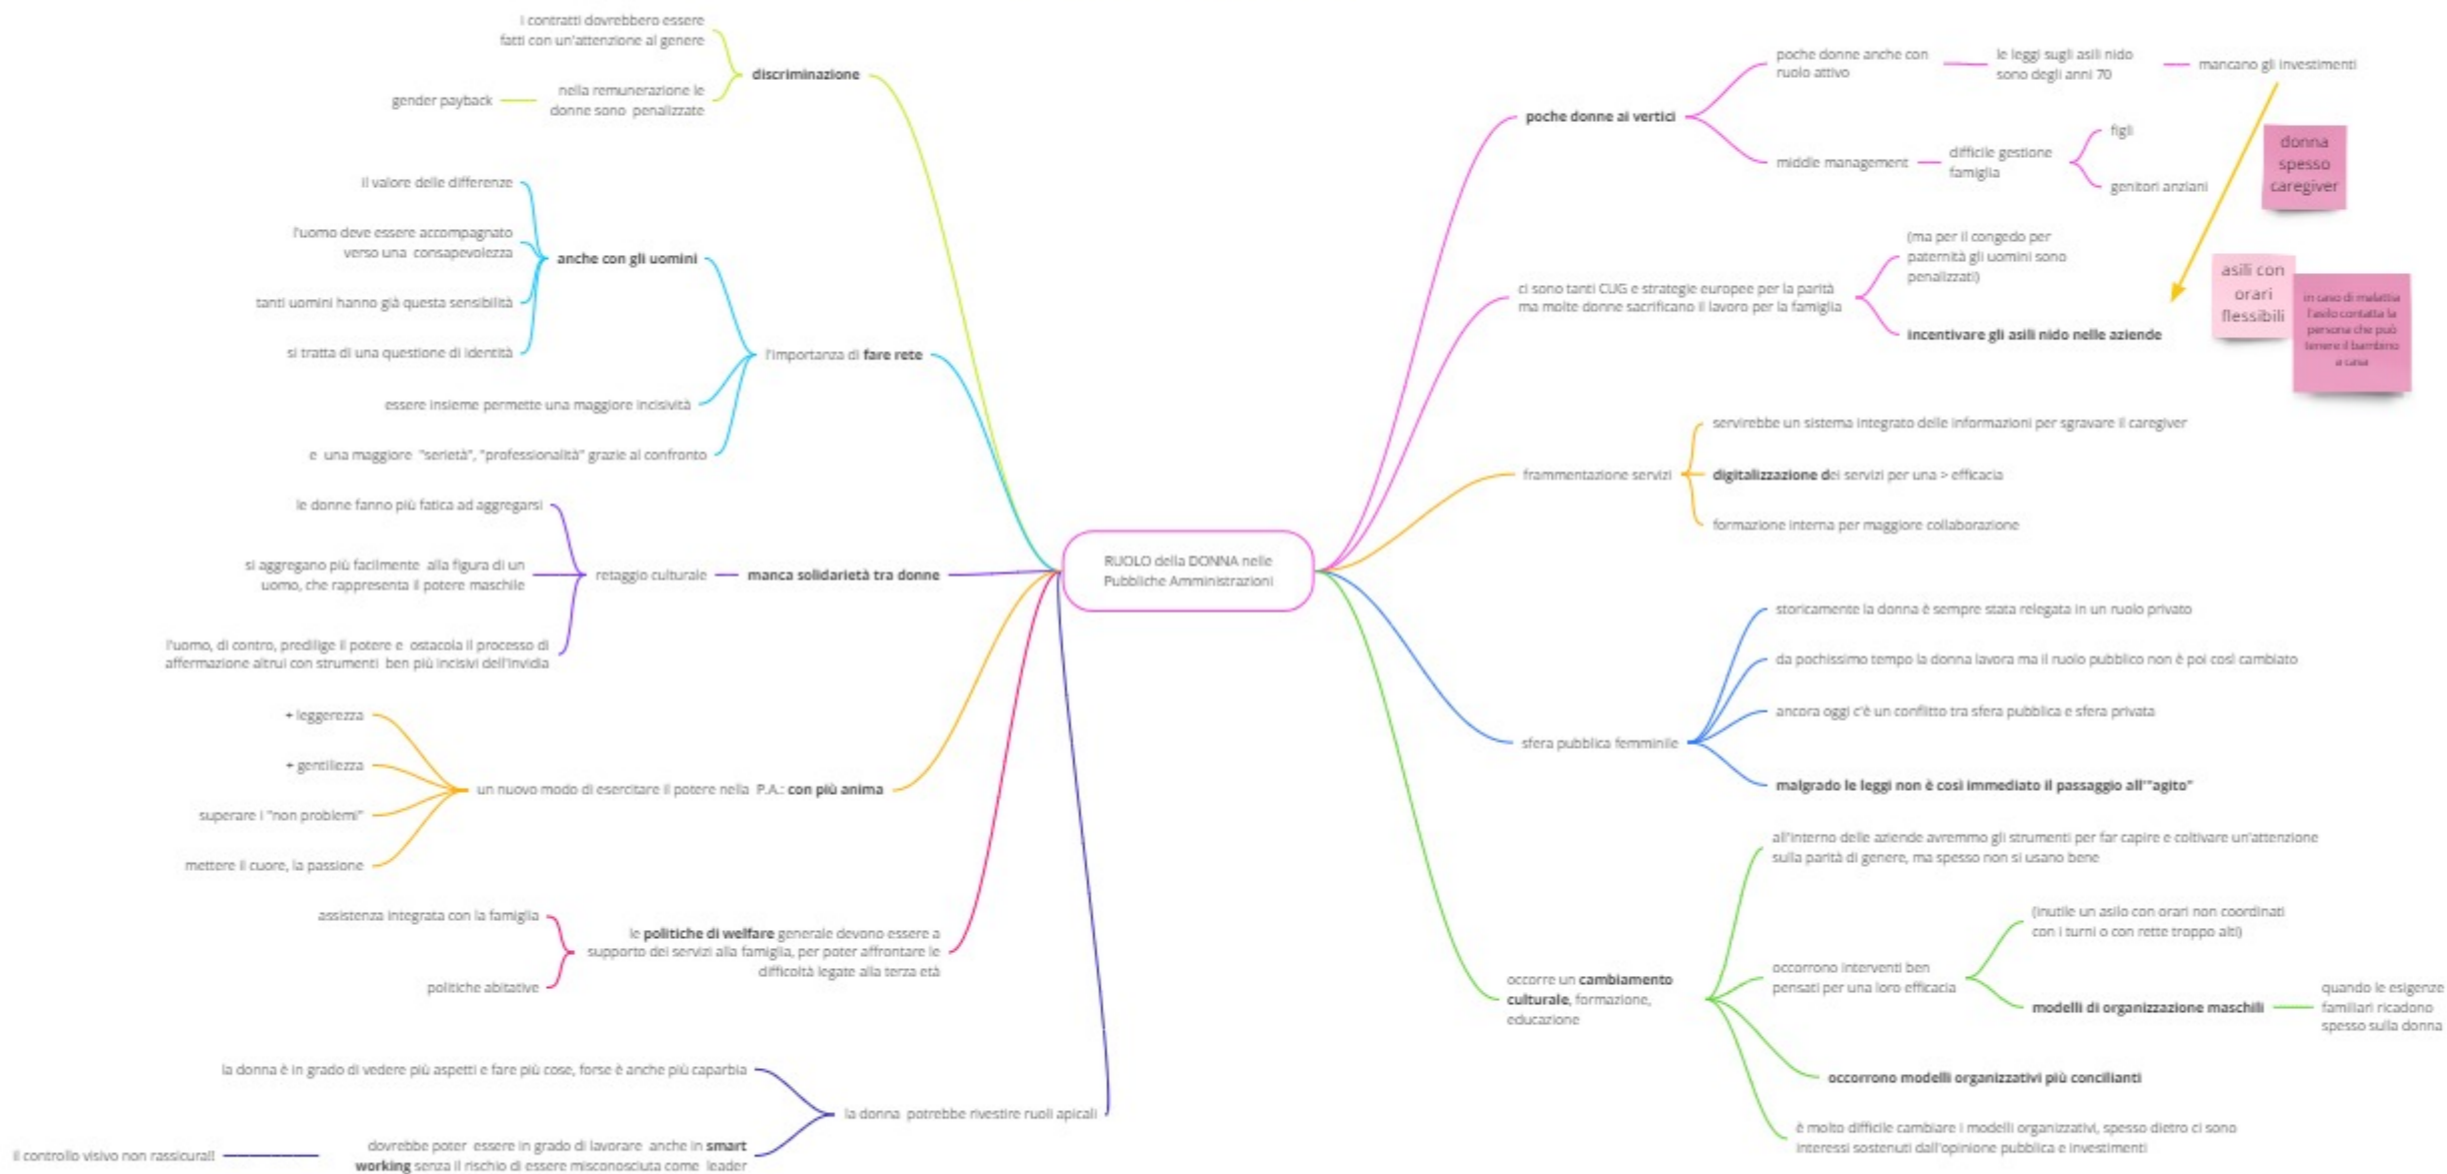 i contratti dovrebbero essere
fatti con un'attenzione al genere
discriminazione
nella remunerazione le
donne sono penalizzate
gender payback
il valore delle differenze
l'uomo deve essere accompagnato
verso una consapevolezza
anche con gli uomini
tanti uomini hanno già questa sensibilità
si tratta di una questione di identità
l'importanza di fare rete
essere insieme permette una maggiore incisività
e una maggiore "serietà", "professionalità" grazie al confronto
le donne fanno più fatica ad aggregarsi
si aggregano più facilmente alla figura di un
uomo, che rappresenta il potere maschile
retaggio culturale
manca solidarietà tra donne
l'uomo, di contro, predilige il potere e ostacola il processo di
affermazione altrui con strumenti ben più incisivi dell'invidia
+ leggerezza
+ gentilezza
un nuovo modo di esercitare il potere nella P.A.: con più anima
superare i "non problemi"
mettere il cuore, la passione
assistenza integrata con la famiglia
le politiche di welfare generale devono essere a
supporto dei servizi alla famiglia, per poter affrontare le
difficoltà legate alla terza età
politiche abitative
la donna è in grado di vedere più aspetti e fare più cose, forse è anche più caparbia
la donna potrebbe rivestire ruoli apicali
dovrebbe poter essere in grado di lavorare anche in smart
working senza il rischio di essere misconosciuta come leader
il controllo visivo non rassicura!!
RUOLO della DONNA nelle
Pubbliche Amministrazioni
poche donne ai vertici
poche donne anche con
ruolo attivo
le leggi sugli asili nido
sono degli anni 70
mancano gli investimenti
middle management
difficile gestione
famiglia
figli
genitori anziani
donna
spesso
caregiver
ci sono tanti CUG e strategie europee per la parità
ma molte donne sacrificano il lavoro per la famiglia
(ma per il congedo per
paternità gli uomini sono
penalizzati)
incentivare gli asili nido nelle aziende
asili con
orari
flessibili
in caso di malattia
l'asilo contatta la
persona che può
tenere il bambino
a casa
frammentazione servizi
servirebbe un sistema integrato delle informazioni per sgravare il caregiver
digitalizzazione dei servizi per una > efficacia
formazione interna per maggiore collaborazione
sfera pubblica femminile
storicamente la donna è sempre stata relegata in un ruolo privato
da pochissimo tempo la donna lavora ma il ruolo pubblico non è poi così cambiato
ancora oggi c'è un conflitto tra sfera pubblica e sfera privata
malgrado le leggi non è così immediato il passaggio all'"agito"
occorre un cambiamento
culturale, formazione,
educazione
all'interno delle aziende avremmo gli strumenti per far capire e coltivare un'attenzione
sulla parità di genere, ma spesso non si usano bene
occorrono interventi ben
pensati per una loro efficacia
(inutile un asilo con orari non coordinati
con i turni o con rette troppo alti)
modelli di organizzazione maschili
quando le esigenze
familiari ricadono
spesso sulla donna
occorrono modelli organizzativi più concilianti
è molto difficile cambiare i modelli organizzativi, spesso dietro ci sono
interessi sostenuti dall'opinione pubblica e investimenti